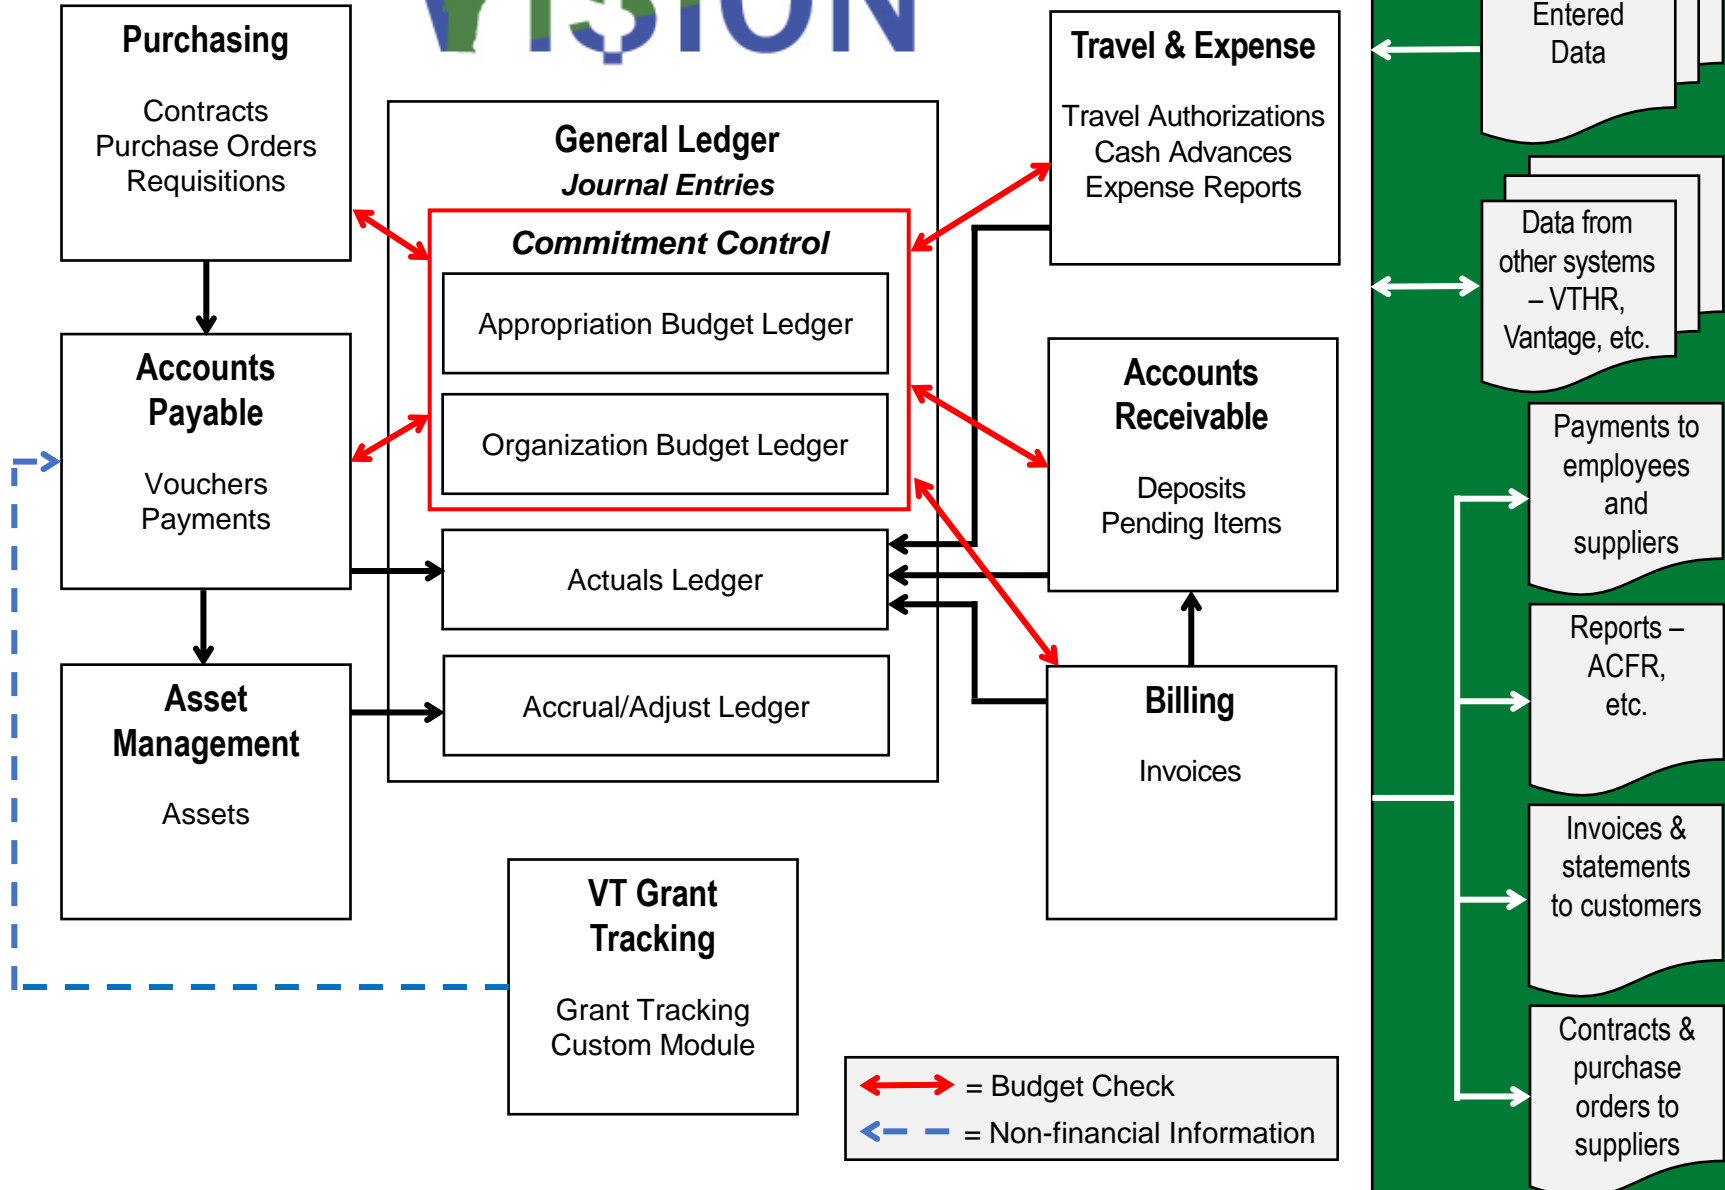 VISION
Purchasing
Contracts
Purchase Orders
Requisitions
Accounts
Payable
Vouchers
Payments
Asset
Management
Assets
General Ledger
Journal Entries
Commitment Control
Appropriation Budget Ledger
Organization Budget Ledger
Actuals Ledger
Accrual/Adjust Ledger
VT Grant
Tracking
Grant Tracking
Custom Module
Travel & Expense
Travel Authorizations
Cash Advances
Expense Reports
Accounts
Receivable
Deposits
Pending Items
Billing
Invoices
= Budget Check
= Non-financial Information
Entered
Data
Data from
other systems
– VTHR,
Vantage, etc.
Payments to
employees
and
suppliers
Reports –
ACFR,
etc.
Invoices &
statements
to customers
Contracts &
purchase
orders to
suppliers